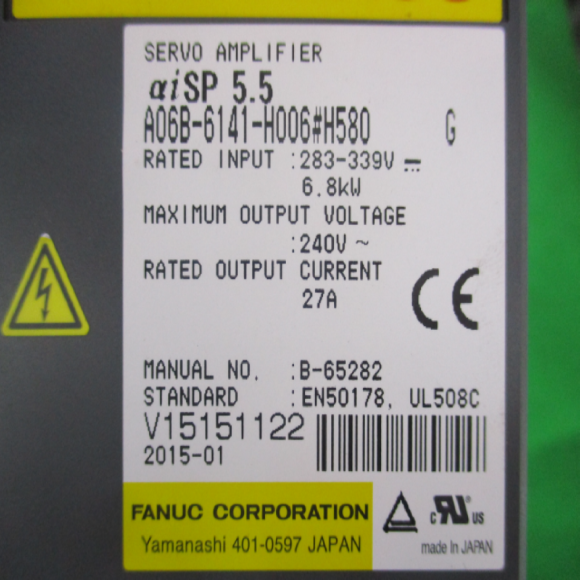 SERVO AMPLIFIER
αiSP 5.5
A06B-6141-H006#H580 G
RATED INPUT :283-339V ⎓
6.8kW
MAXIMUM OUTPUT VOLTAGE
:240V ~
RATED OUTPUT CURRENT
27A
CE
MANUAL NO. :B-65282
STANDARD :EN50178, UL508C
V15151122
2015-01
FANUC CORPORATION
Yamanashi 401-0597 JAPAN
c RU us
made in JAPAN